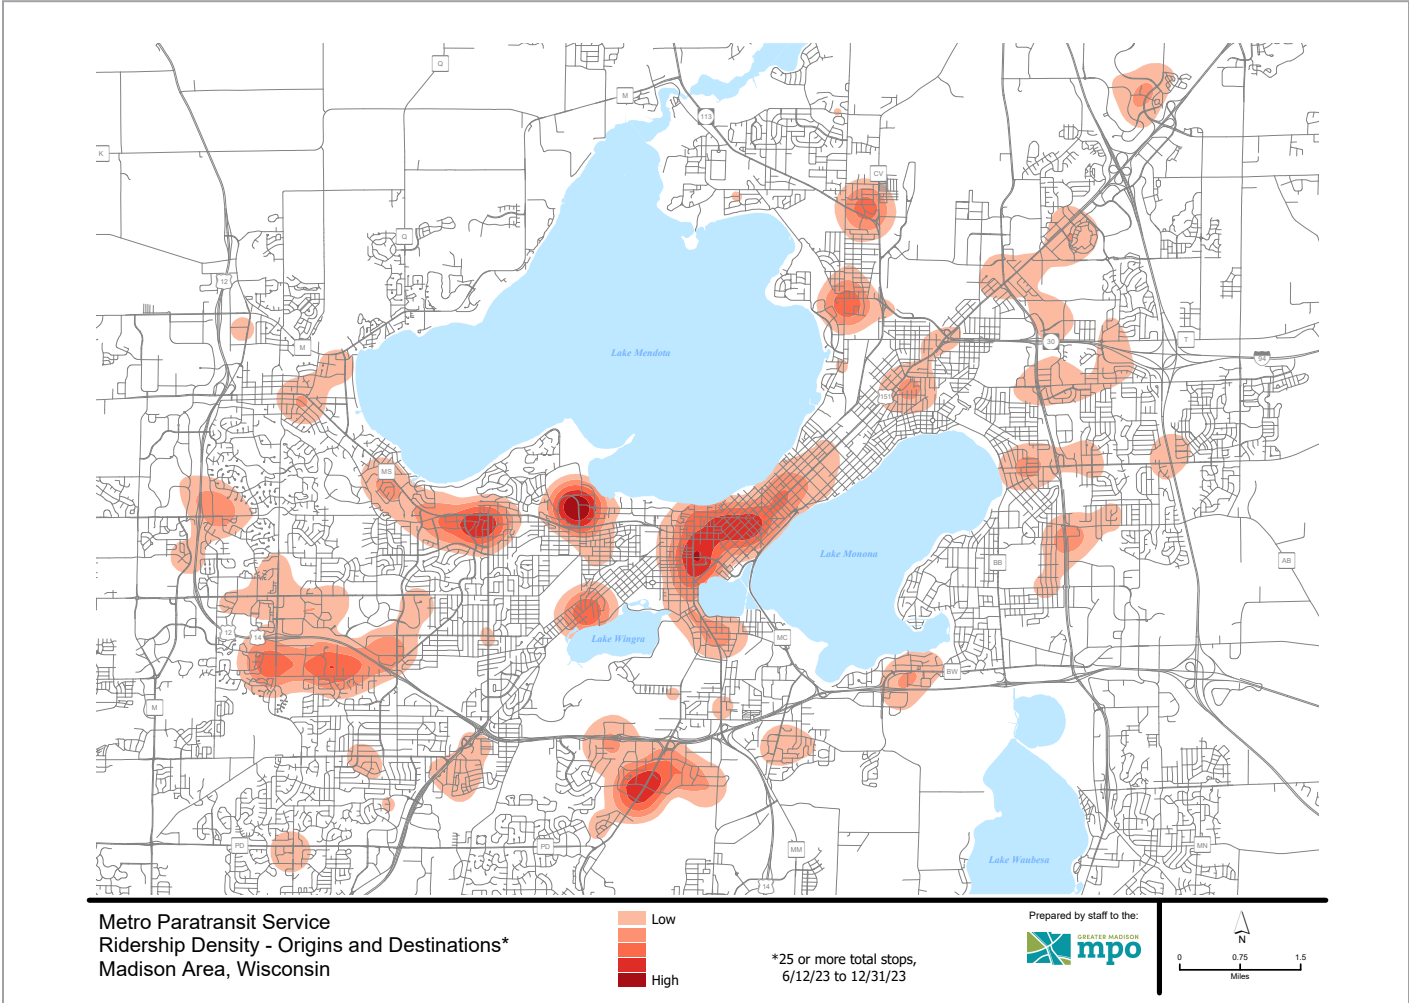 Q
M
113
K
CV
Q
12
M
Lake Mendota
30
T
94
151
MS
Lake Monona
BB
AB
12
14
Lake Wingra
MC
BW
M
PD
PD
MM
MN
Lake Waubesa
14
Metro Paratransit Service
Ridership Density - Origins and Destinations*
Madison Area, Wisconsin
Low
High
*25 or more total stops,
6/12/23 to 12/31/23
Prepared by staff to the:
GREATER MADISON
mpo
N
0 0.75 1.5
Miles